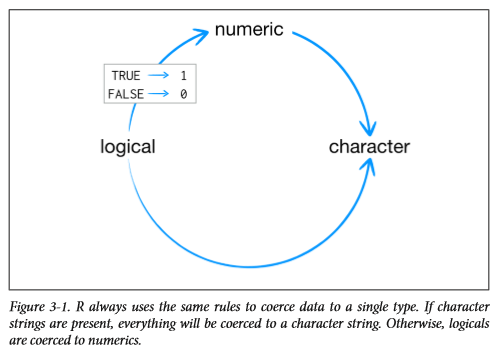 numeric
TRUE → 1
FALSE → 0
logical
character
Figure 3-1. R always uses the same rules to coerce data to a single type. If character
strings are present, everything will be coerced to a character string. Otherwise, logicals
are coerced to numerics.